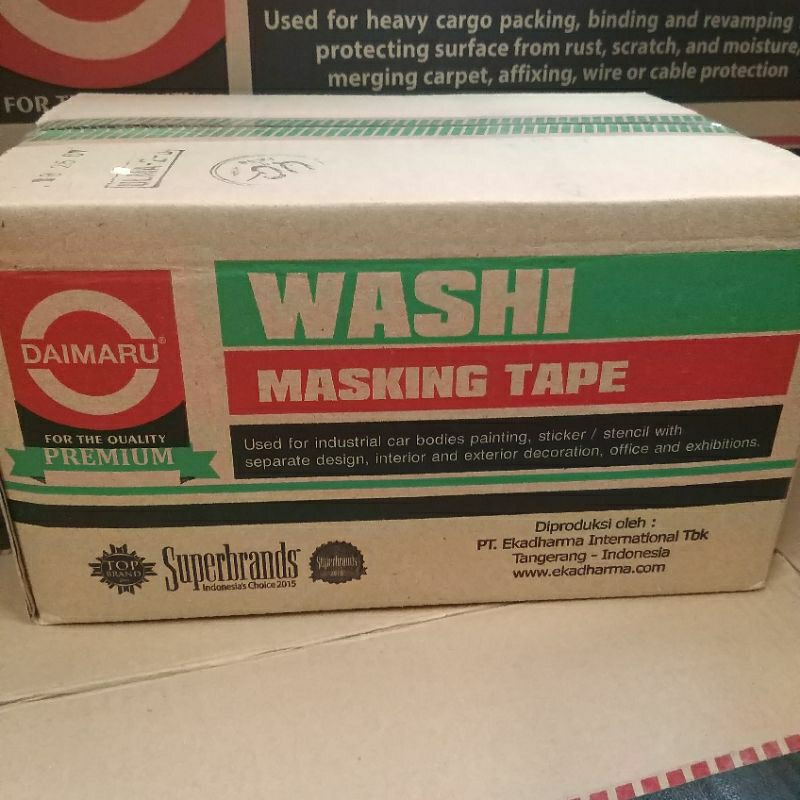 Used for heavy cargo packing, binding and revamping
protecting surface from rust, scratch, and moisture,
merging carpet, affixing, wire or cable protection
FOR
WASHI
MASKING TAPE
DAIMARU®
FOR THE QUALITY
PREMIUM
Used for industrial car bodies painting, sticker / stencil with
separate design, interior and exterior decoration, office and exhibitions.
TOP
BRAND
Superbrands
Indonesia's Choice 2015
Superbrands
Diproduksi oleh :
PT. Ekadharma International Tbk
Tangerang - Indonesia
www.ekadharma.com